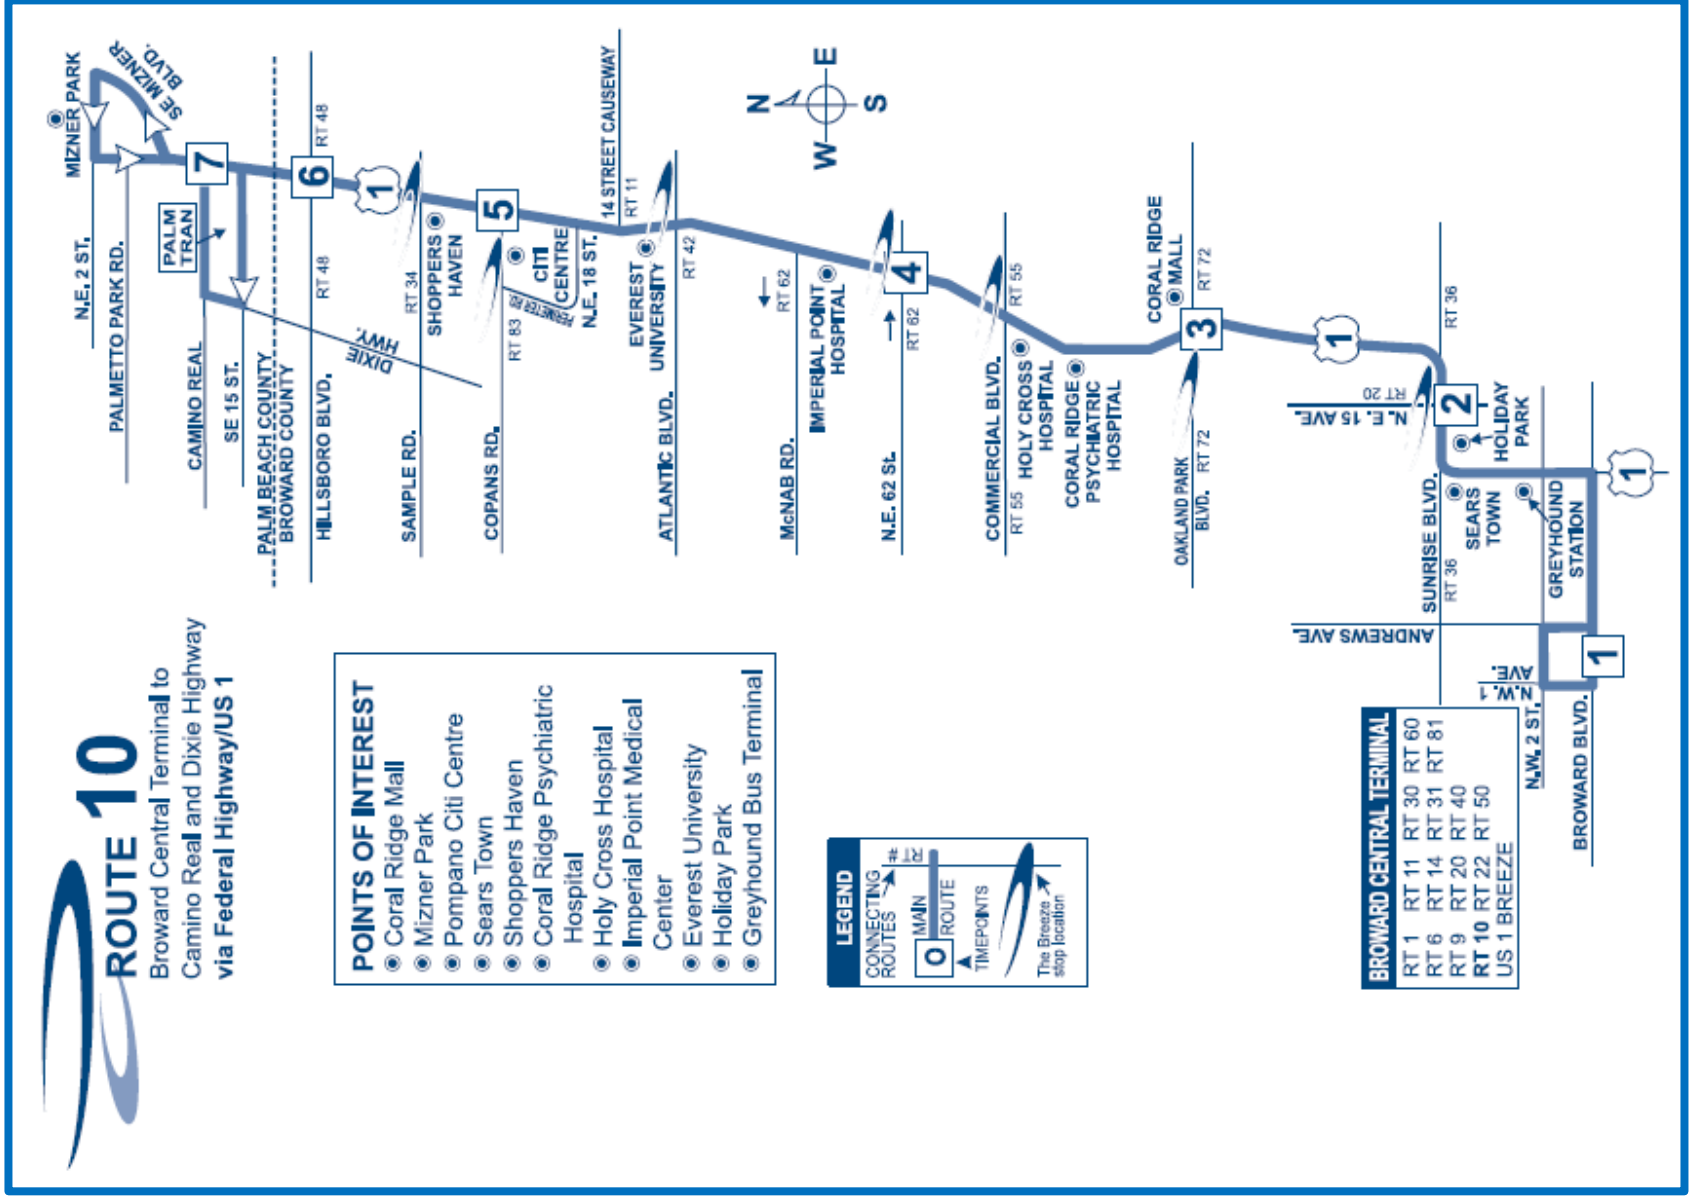 ROUTE 10
Broward Central Terminal to
Camino Real and Dixie Highway
via Federal Highway/US 1
POINTS OF INTEREST
Coral Ridge Mall
Mizner Park
Pompano Citi Centre
Sears Town
Shoppers Haven
Coral Ridge Psychiatric
Hospital
Holy Cross Hospital
Imperial Point Medical
Center
Everest University
Holiday Park
Greyhound Bus Terminal
LEGEND
CONNECTING
ROUTES
RT #
O
MAIN
ROUTE
TIMEPOINTS
The Breeze
stop location
BROWARD CENTRAL TERMINAL
RT 1 RT 11 RT 30 RT 60
RT 6 RT 14 RT 31 RT 81
RT 9 RT 20 RT 40
RT 10 RT 22 RT 50
US 1 BREEZE
MIZNER PARK
SE MIZNER
BLVD.
N.E. 2 ST.
PALMETTO PARK RD.
7
PALM
TRAN
CAMINO REAL
SE 15 ST.
DIXIE
HWY.
PALM BEACH COUNTY
BROWARD COUNTY
HILLSBORO BLVD.
RT 48
6
RT 48
1
SAMPLE RD.
RT 34
SHOPPERS
HAVEN
5
COPANS RD.
RT 83
CITI
CENTRE
PERIMETER RD.
N.E. 18 ST.
14 STREET CAUSEWAY
RT 11
EVEREST
UNIVERSITY
ATLANTIC BLVD.
RT 42
N
W
E
S
McNAB RD.
RT 62
IMPERIAL POINT
HOSPITAL
4
N.E. 62 St.
RT 62
COMMERCIAL BLVD.
RT 55
RT 55
HOLY CROSS
HOSPITAL
CORAL RIDGE
PSYCHIATRIC
HOSPITAL
CORAL RIDGE
MALL
RT 72
3
OAKLAND PARK
BLVD.
RT 72
1
N.E. 15 AVE.
RT 20
RT 36
2
HOLIDAY
PARK
SUNRISE BLVD.
RT 36
SEARS
TOWN
GREYHOUND
STATION
1
ANDREWS AVE.
N.W. 1
AVE.
1
N.W. 2 ST.
BROWARD BLVD.